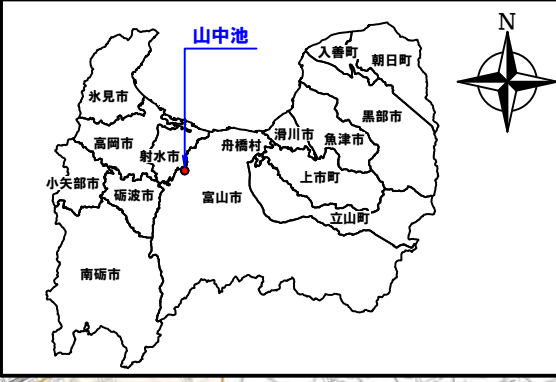 山中池
N
入善町
朝日町
氷見市
黒部市
高岡市
射水市
舟橋村
滑川市
魚津市
小矢部市
砺波市
富山市
上市町
立山町
南砺市